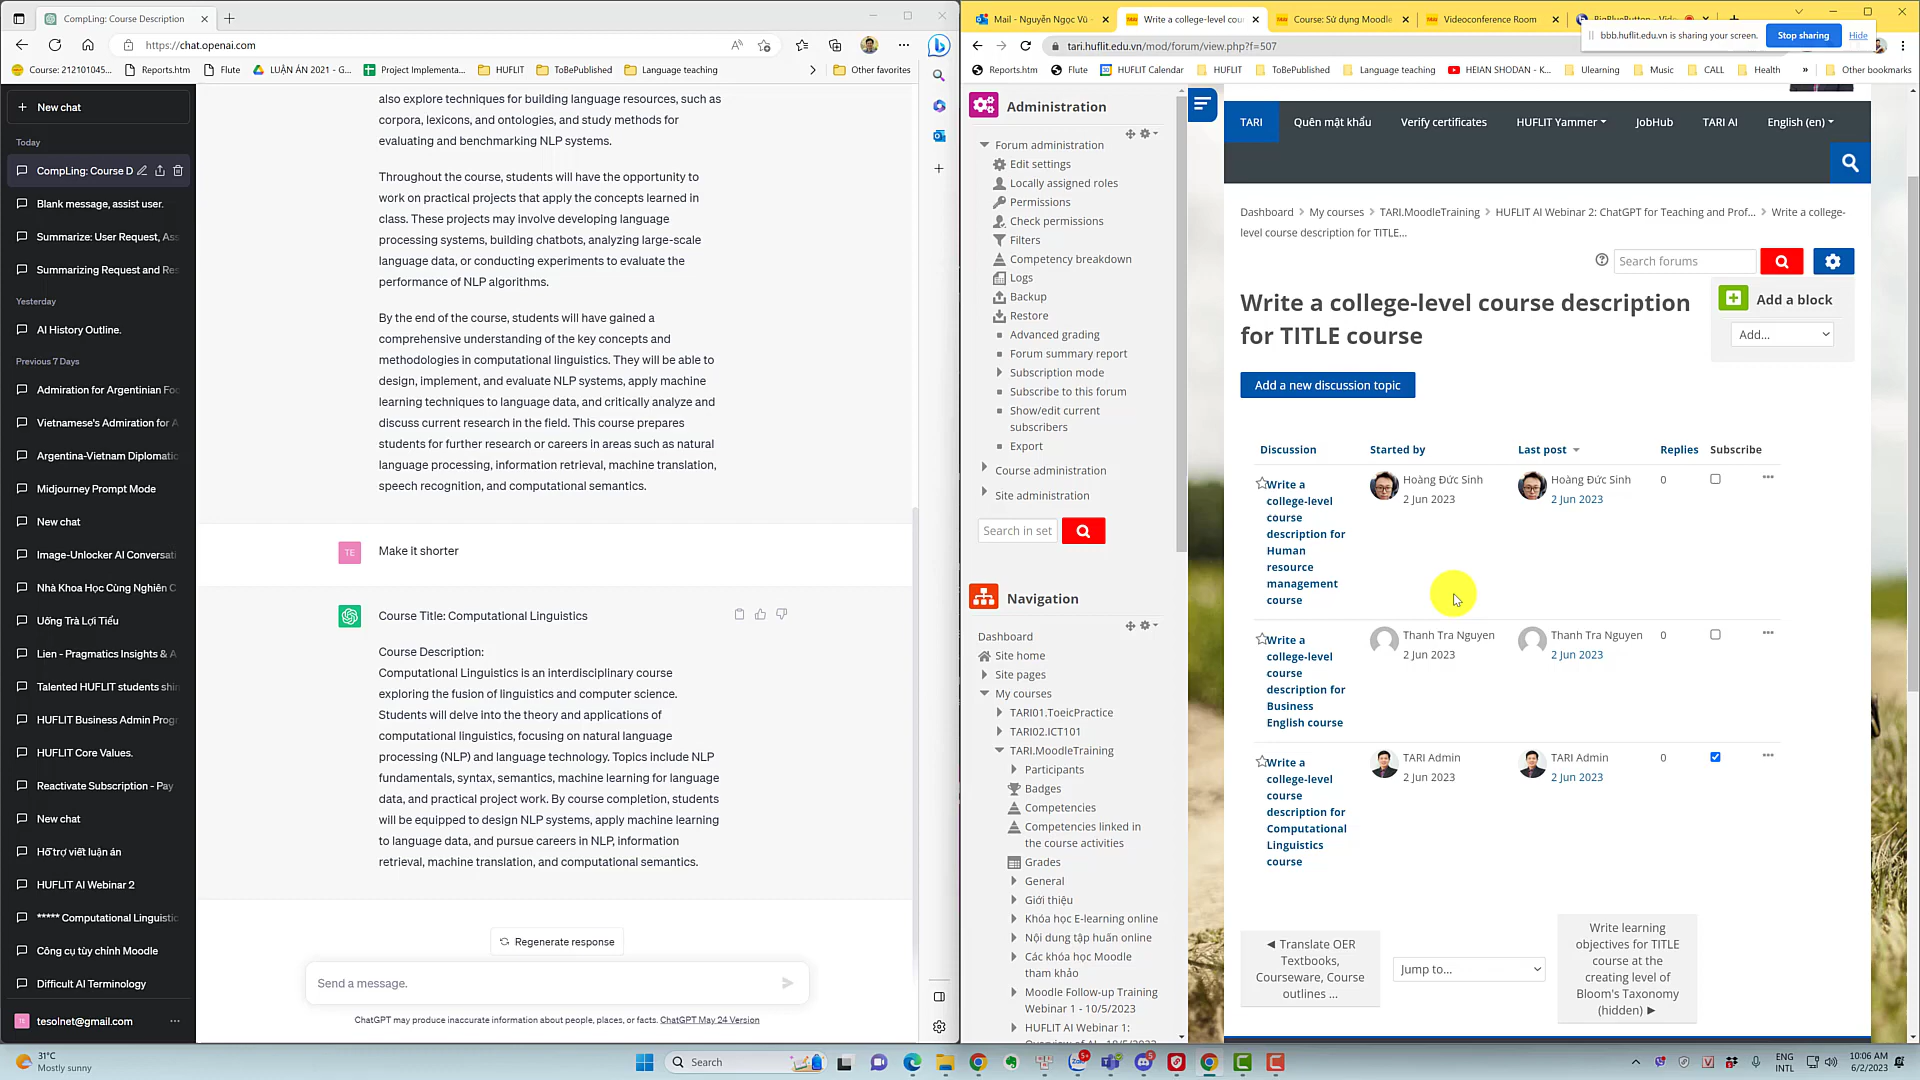 CompLing: Course Description
https://chat.openai.com
Course: 212101045...
Reports.htm
Flute
LUẬN ÁN 2021 - G...
Project Implementa...
HUFLIT
ToBePublished
Language teaching
Other favorites
New chat
Today
CompLing: Course D
Blank message, assist user.
Summarize: User Request, Ass
Summarizing Request and Res
Yesterday
AI History Outline.
Previous 7 Days
Admiration for Argentinian Foo
Vietnamese's Admiration for A
Argentina-Vietnam Diplomatic
Midjourney Prompt Mode
New chat
Image-Unlocker AI Conversati
Nhà Khoa Học Cùng Nghiên C
Uống Trà Lợi Tiểu
Lien - Pragmatics Insights & A
Talented HUFLIT students shin
HUFLIT Business Admin Progr
HUFLIT Core Values.
Reactivate Subscription - Pay
New chat
Hỗ trợ viết luận án
HUFLIT AI Webinar 2
***** Computational Linguistic
Công cụ tùy chỉnh Moodle
Difficult AI Terminology
TE tesolnet@gmail.com ...
also explore techniques for building language resources, such as
corpora, lexicons, and ontologies, and study methods for
evaluating and benchmarking NLP systems.
Throughout the course, students will have the opportunity to
work on practical projects that apply the concepts learned in
class. These projects may involve developing language
processing systems, building chatbots, analyzing large-scale
language data, or conducting experiments to evaluate the
performance of NLP algorithms.
By the end of the course, students will have gained a
comprehensive understanding of the key concepts and
methodologies in computational linguistics. They will be able to
design, implement, and evaluate NLP systems, apply machine
learning techniques to language data, and critically analyze and
discuss current research in the field. This course prepares
students for further research or careers in areas such as natural
language processing, information retrieval, machine translation,
speech recognition, and computational semantics.
TE Make it shorter
Course Title: Computational Linguistics
Course Description:
Computational Linguistics is an interdisciplinary course
exploring the fusion of linguistics and computer science.
Students will delve into the theory and applications of
computational linguistics, focusing on natural language
processing (NLP) and language technology. Topics include NLP
fundamentals, syntax, semantics, machine learning for language
data, and practical project work. By course completion, students
will be equipped to design NLP systems, apply machine learning
to language data, and pursue careers in NLP, information
retrieval, machine translation, and computational semantics.
Regenerate response
Send a message.
ChatGPT may produce inaccurate information about people, places, or facts. ChatGPT May 24 Version
Mail - Nguyễn Ngọc Vũ -
Write a college-level cou
Course: Sử dụng Moodle
Videoconference Room
BigBlueButton - Vide
tari.huflit.edu.vn/mod/forum/view.php?f=507
bbb.huflit.edu.vn is sharing your screen.
Stop sharing
Hide
Reports.htm
Flute
HUFLIT Calendar
HUFLIT
ToBePublished
Language teaching
HEIAN SHODAN - K...
Ulearning
Music
CALL
Health
»
Other bookmarks
Administration
Forum administration
Edit settings
Locally assigned roles
Permissions
Check permissions
Filters
Competency breakdown
Logs
Backup
Restore
Advanced grading
Forum summary report
Subscription mode
Subscribe to this forum
Show/edit current
subscribers
Export
Course administration
Site administration
Search in set
Navigation
Dashboard
Site home
Site pages
My courses
TARI01.ToeicPractice
TARI02.ICT101
TARI.MoodleTraining
Participants
Badges
Competencies
Competencies linked in
the course activities
Grades
General
Giới thiệu
Khóa học E-learning online
Nội dung tập huấn online
Các khóa học Moodle
tham khảo
Moodle Follow-up Training
Webinar 1 - 10/5/2023
HUFLIT AI Webinar 1:
TARI
Quên mật khẩu
Verify certificates
HUFLIT Yammer
JobHub
TARI AI
English (en)
Dashboard > My courses > TARI.MoodleTraining > HUFLIT AI Webinar 2: ChatGPT for Teaching and Prof... > Write a college-
level course description for TITLE...
Search forums
Write a college-level course description
for TITLE course
Add a block
Add...
Add a new discussion topic
Discussion Started by Last post Replies Subscribe
Write a
college-level
course
description for
Human
resource
management
course
Hoàng Đức Sinh
2 Jun 2023
Hoàng Đức Sinh
2 Jun 2023
0
Write a
college-level
course
description for
Business
English course
Thanh Tra Nguyen
2 Jun 2023
Thanh Tra Nguyen
2 Jun 2023
0
Write a
college-level
course
description for
Computational
Linguistics
course
TARI Admin
2 Jun 2023
TARI Admin
2 Jun 2023
0
◀ Translate OER
Textbooks,
Courseware, Course
outlines ...
Jump to...
Write learning
objectives for TITLE
course at the
creating level of
Bloom's Taxonomy
(hidden) ▶
31°C
Mostly sunny
Search
5+
5
ENG
INTL
10:06 AM
6/2/2023